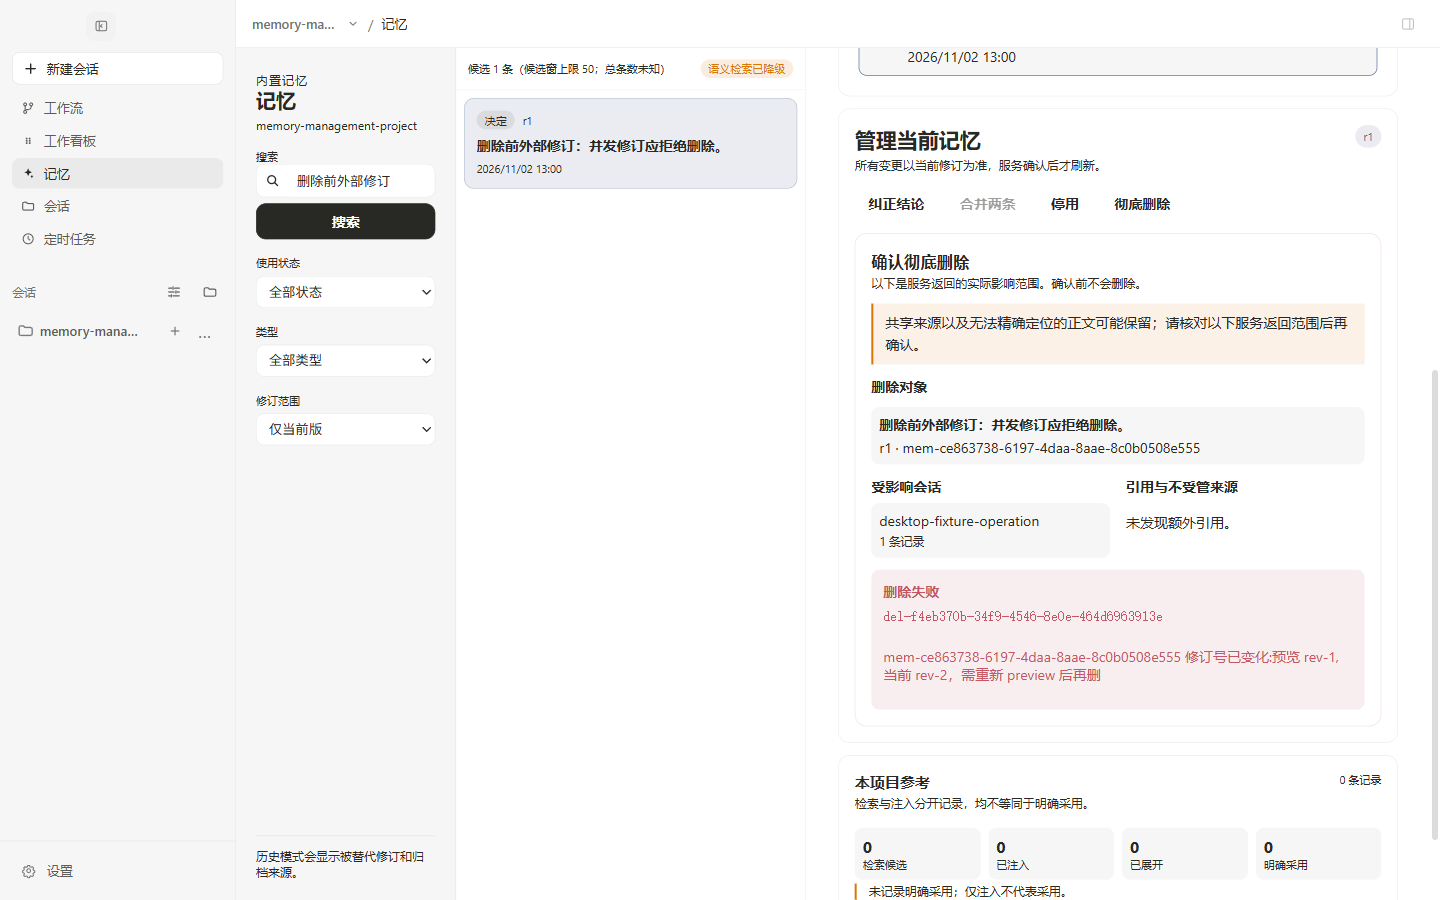 新建会话
工作流
工作看板
记忆
会话
定时任务
会话
memory-mana...
设置
memory-ma... / 记忆
内置记忆
记忆
memory-management-project
搜索
删除前外部修订
搜索
使用状态
全部状态
类型
全部类型
修订范围
仅当前版
历史模式会显示被替代修订和归
档来源。
候选 1 条（候选窗上限 50；总条数未知）
语义检索已降级
决定 r1
删除前外部修订：并发修订应拒绝删除。
2026/11/02 13:00
2026/11/02 13:00
管理当前记忆
r1
所有变更以当前修订为准，服务确认后才刷新。
纠正结论 合并两条 停用 彻底删除
确认彻底删除
以下是服务返回的实际影响范围。确认前不会删除。
共享来源以及无法精确定位的正文可能保留；请核对以下服务返回范围后再
确认。
删除对象
删除前外部修订：并发修订应拒绝删除。
r1 · mem-ce863738-6197-4daa-8aae-8c0b0508e555
受影响会话
desktop-fixture-operation
1 条记录
引用与不受管来源
未发现额外引用。
删除失败
del-f4eb370b-34f9-4546-8e0e-464d6963913e
mem-ce863738-6197-4daa-8aae-8c0b0508e555 修订号已变化:预览 rev-1,
当前 rev-2，需重新 preview 后再删
本项目参考
0 条记录
检索与注入分开记录，均不等同于明确采用。
0
检索候选
0
已注入
0
已展开
0
明确采用
未记录明确采用；仅注入不代表采用。